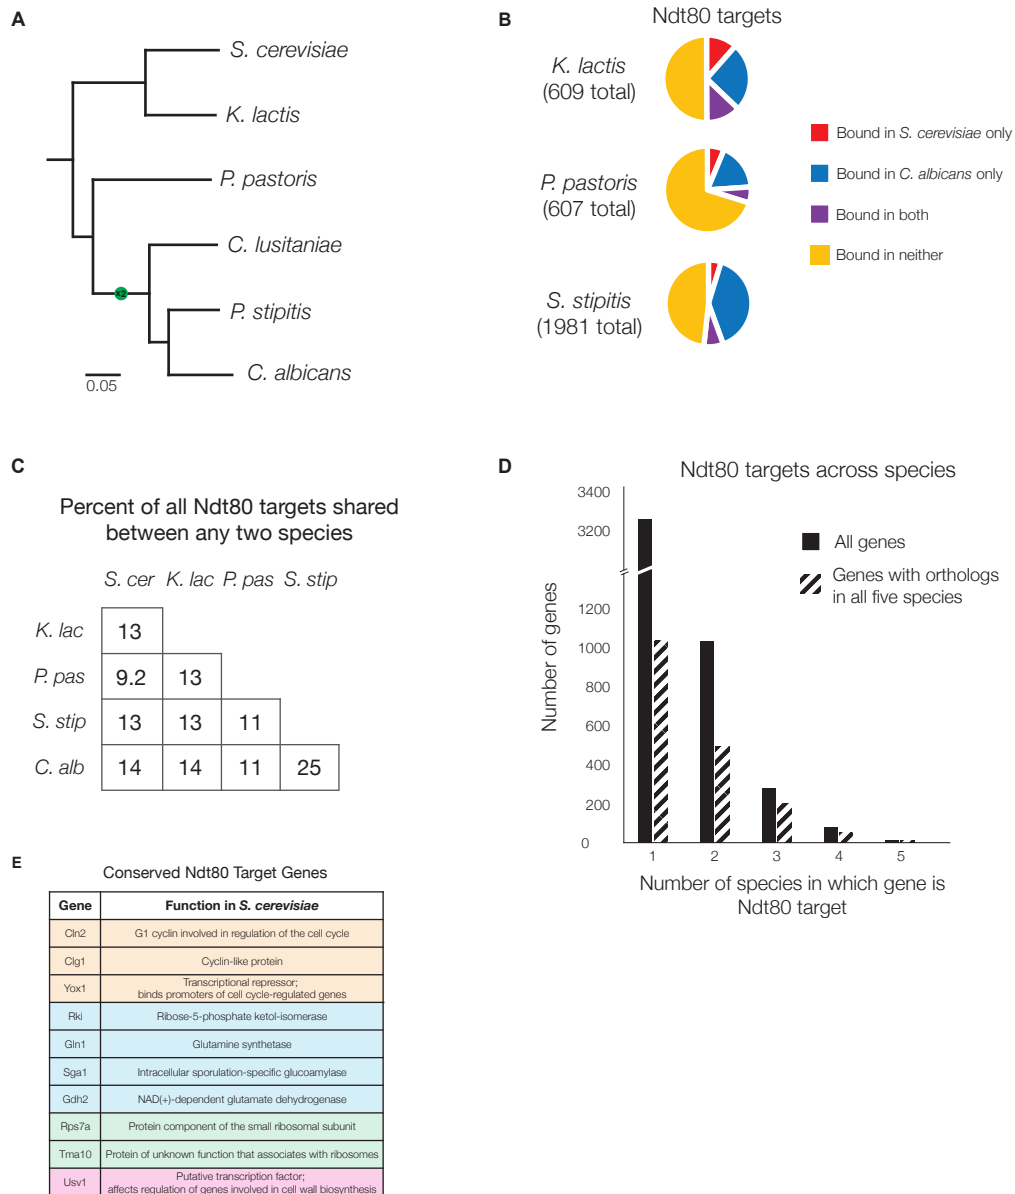 A
S. cerevisiae
K. lactis
P. pastoris
C. lusitaniae
x2
P. stipitis
C. albicans
0.05
B
Ndt80 targets
K. lactis
(609 total)
P. pastoris
(607 total)
S. stipitis
(1981 total)
Bound in S. cerevisiae only
Bound in C. albicans only
Bound in both
Bound in neither
C
Percent of all Ndt80 targets shared
between any two species
S. cer K. lac P. pas S. stip
K. lac 13
P. pas 9.2 13
S. stip 13 13 11
C. alb 14 14 11 25
D
Ndt80 targets across species
Number of genes
3400
3200
1200
1000
800
600
400
200
0
1 2 3 4 5
Number of species in which gene is
Ndt80 target
All genes
Genes with orthologs
in all five species
E
Conserved Ndt80 Target Genes
Gene Function in S. cerevisiae
Cln2 G1 cyclin involved in regulation of the cell cycle
Clg1 Cyclin-like protein
Yox1 Transcriptional repressor;
binds promoters of cell cycle-regulated genes
Rki Ribose-5-phosphate ketol-isomerase
Gln1 Glutamine synthetase
Sga1 Intracellular sporulation-specific glucoamylase
Gdh2 NAD(+)-dependent glutamate dehydrogenase
Rps7a Protein component of the small ribosomal subunit
Tma10 Protein of unknown function that associates with ribosomes
Usv1 Putative transcription factor;
affects regulation of genes involved in cell wall biosynthesis